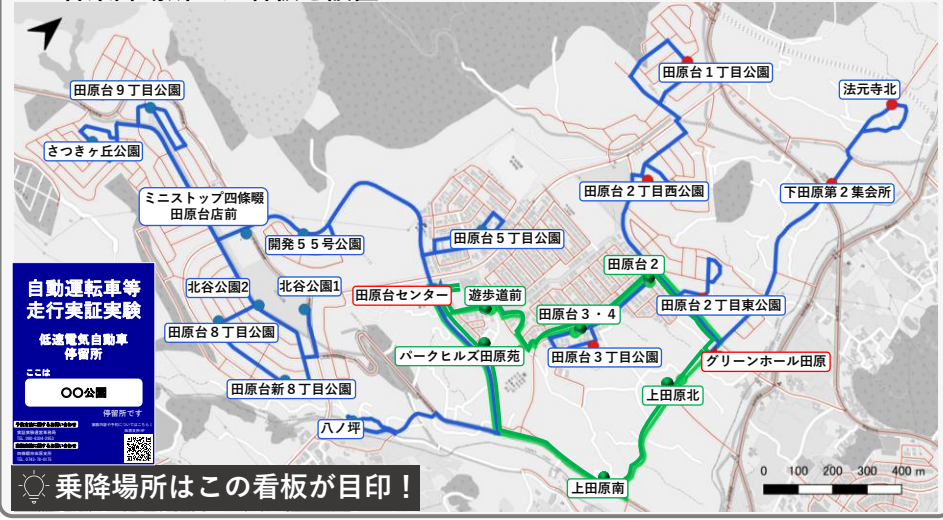 田原台９丁目公園
さつきヶ丘公園
ミニストップ四條畷
田原台店前
開発５５号公園
北谷公園2
北谷公園1
田原台８丁目公園
田原台新８丁目公園
八ノ坪
田原台センター
遊歩道前
パークヒルズ田原苑
田原台５丁目公園
田原台３・４
田原台３丁目公園
田原台１丁目公園
田原台２丁目西公園
田原台２
田原台２丁目東公園
法元寺北
下田原第２集会所
グリーンホール田原
上田原北
上田原南
0 100 200 300 400 m
自動運転車等
走行実証実験
低速電気自動車
停留所
ここは
〇〇公園
停留所です
乗降場所はこの看板が目印！